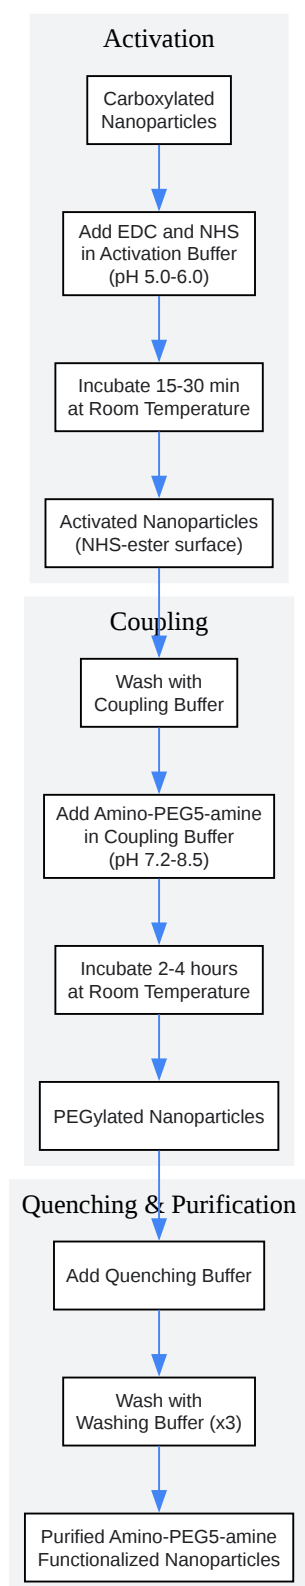 Activation
Carboxylated
Nanoparticles
Add EDC and NHS
in Activation Buffer
(pH 5.0-6.0)
Incubate 15-30 min
at Room Temperature
Activated Nanoparticles
(NHS-ester surface)
Coupling
Wash with
Coupling Buffer
Add Amino-PEG5-amine
in Coupling Buffer
(pH 7.2-8.5)
Incubate 2-4 hours
at Room Temperature
PEGylated Nanoparticles
Quenching & Purification
Add Quenching Buffer
Wash with
Washing Buffer (x3)
Purified Amino-PEG5-amine
Functionalized Nanoparticles